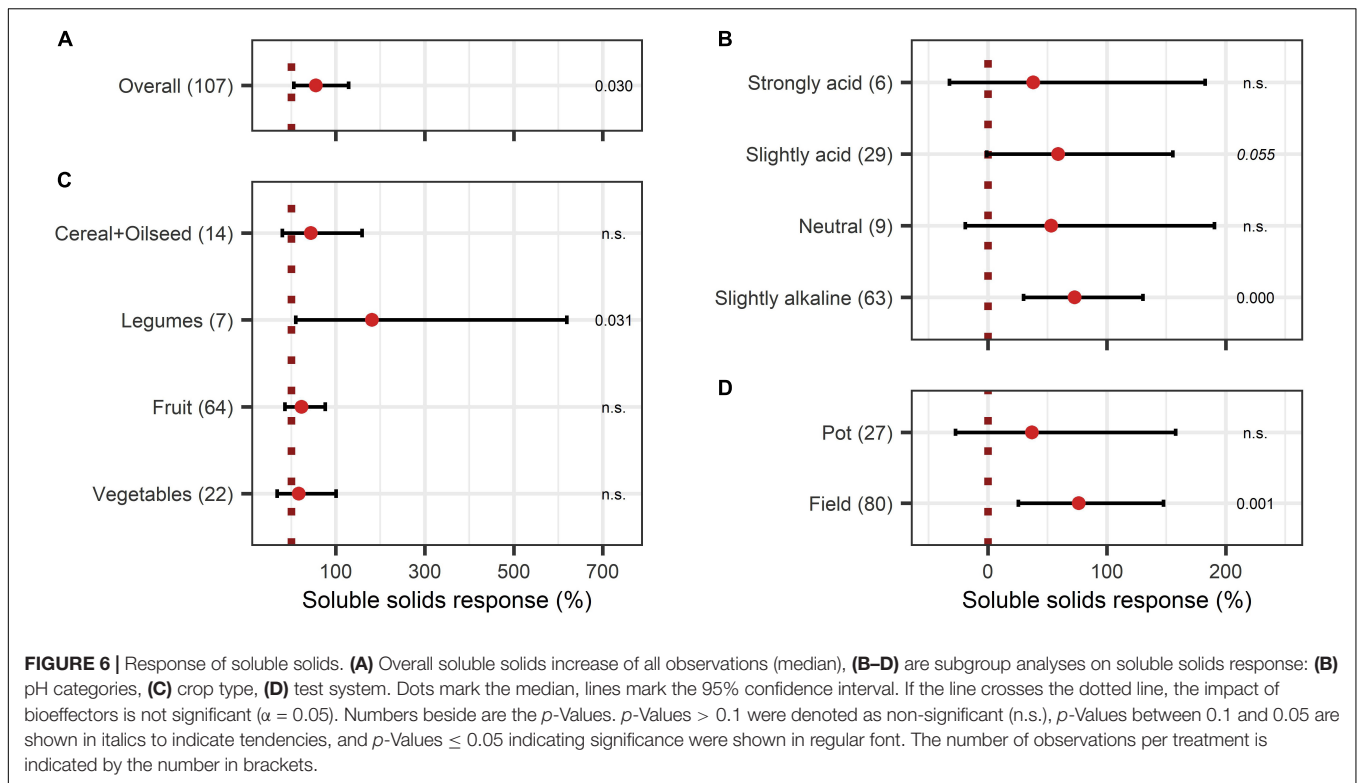 A
Overall (107)
0.030
C
Cereal+Oilseed (14)
n.s.
Legumes (7)
0.031
Fruit (64)
n.s.
Vegetables (22)
n.s.
100 300 500 700
Soluble solids response (%)
B
Strongly acid (6)
n.s.
Slightly acid (29)
0.055
Neutral (9)
n.s.
Slightly alkaline (63)
0.000
D
Pot (27)
n.s.
Field (80)
0.001
0 100 200
Soluble solids response (%)
FIGURE 6 | Response of soluble solids. (A) Overall soluble solids increase of all observations (median), (B–D) are subgroup analyses on soluble solids response: (B)
pH categories, (C) crop type, (D) test system. Dots mark the median, lines mark the 95% confidence interval. If the line crosses the dotted line, the impact of
bioeffectors is not significant (α = 0.05). Numbers beside are the p-Values. p-Values > 0.1 were denoted as non-significant (n.s.), p-Values between 0.1 and 0.05 are
shown in italics to indicate tendencies, and p-Values ≤ 0.05 indicating significance were shown in regular font. The number of observations per treatment is
indicated by the number in brackets.